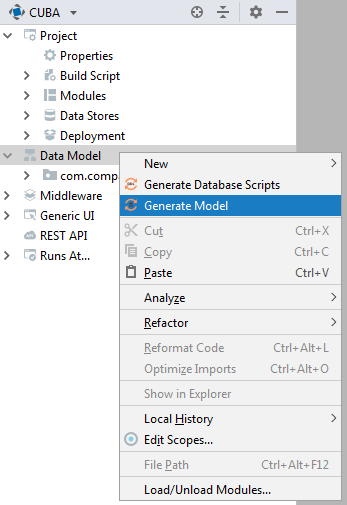 CUBA
Project
Properties
Build Script
Modules
Data Stores
Deployment
Data Model
com.compa
Middleware
Generic UI
REST API
Runs At...
New
Generate Database Scripts
Generate Model
Cut Ctrl+X
Copy Ctrl+C
Paste Ctrl+V
Analyze
Refactor
Reformat Code Ctrl+Alt+L
Optimize Imports Ctrl+Alt+O
Show in Explorer
Local History
Edit Scopes...
File Path Ctrl+Alt+F12
Load/Unload Modules...